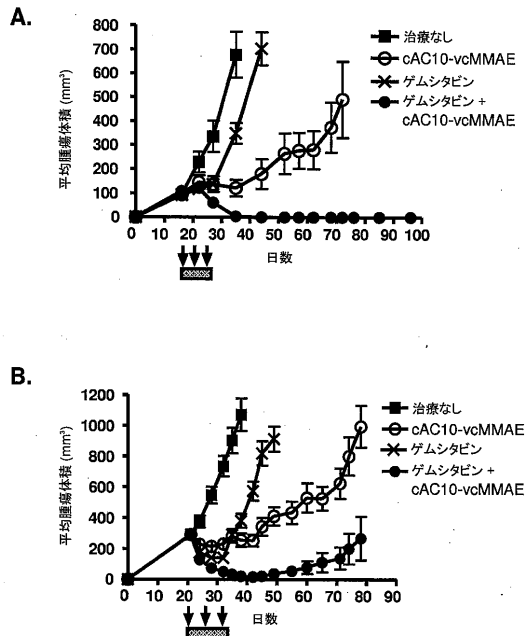 A.
800
700
600
500
400
300
200
100
0
平均腫瘍体積 (mm³)
0 10 20 30 40 50 60 70 80 90 100
日数
治療なし
cAC10-vcMMAE
ゲムシタビン
ゲムシタビン +
cAC10-vcMMAE
B.
1200
1000
800
600
400
200
0
平均腫瘍体積 (mm³)
0 10 20 30 40 50 60 70 80 90
日数
治療なし
cAC10-vcMMAE
ゲムシタビン
ゲムシタビン +
cAC10-vcMMAE